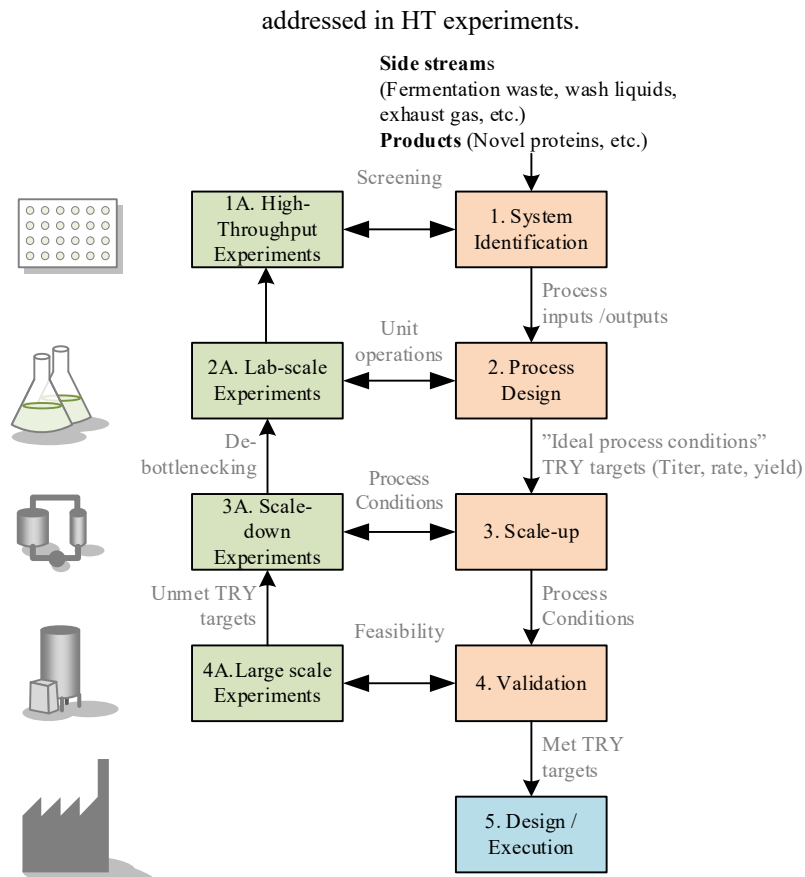 addressed in HT experiments.
Side streams
(Fermentation waste, wash liquids,
exhaust gas, etc.)
Products (Novel proteins, etc.)
Screening
1A. High-
Throughput
Experiments
1. System
Identification
Process
inputs /outputs
Unit
operations
2A. Lab-scale
Experiments
2. Process
Design
De-
bottlenecking
”Ideal process conditions”
TRY targets (Titer, rate, yield)
Process
Conditions
3A. Scale-
down
Experiments
3. Scale-up
Unmet TRY
targets
Process
Conditions
Feasibility
4A.Large scale
Experiments
4. Validation
Met TRY
targets
5. Design /
Execution